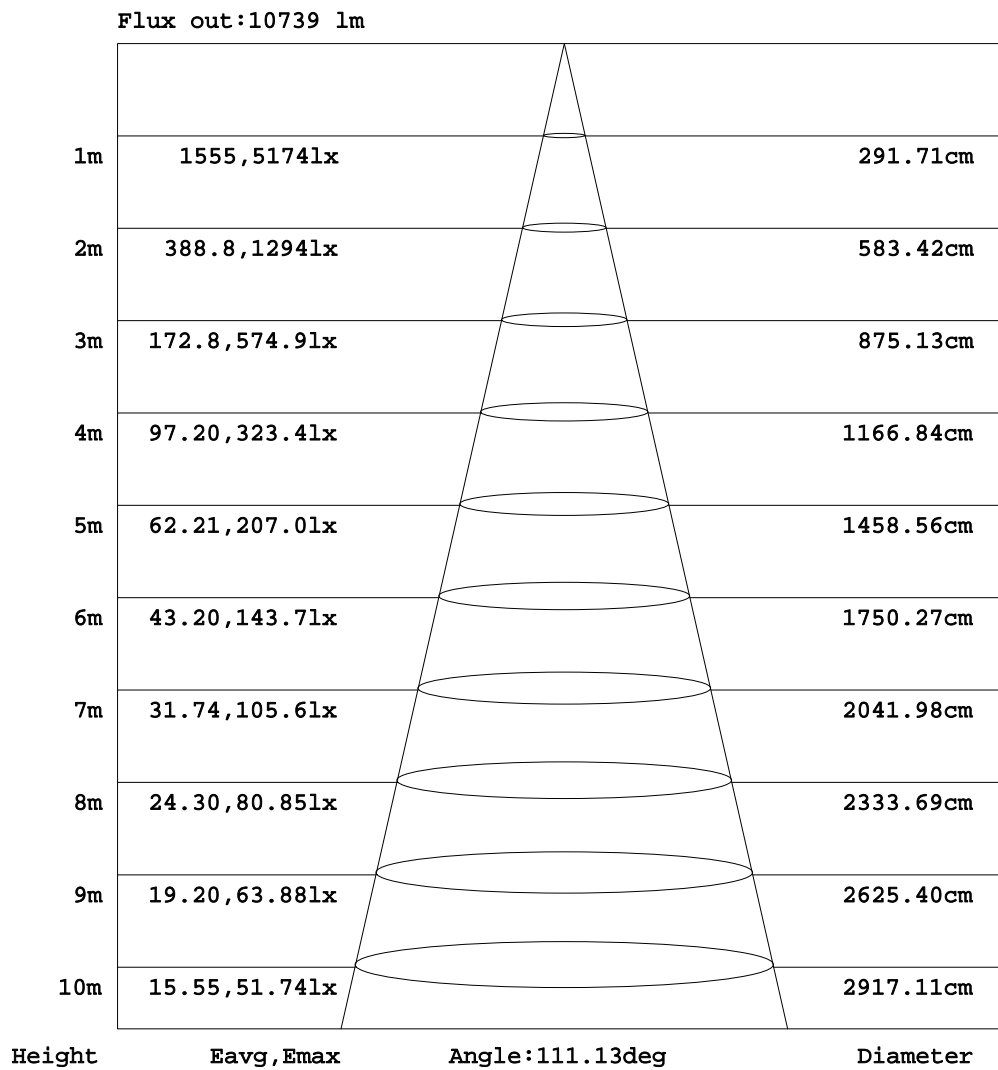 Flux out:10739 lm
1m 1555,5174lx 291.71cm
2m 388.8,1294lx 583.42cm
3m 172.8,574.9lx 875.13cm
4m 97.20,323.4lx 1166.84cm
5m 62.21,207.0lx 1458.56cm
6m 43.20,143.7lx 1750.27cm
7m 31.74,105.6lx 2041.98cm
8m 24.30,80.85lx 2333.69cm
9m 19.20,63.88lx 2625.40cm
10m 15.55,51.74lx 2917.11cm
Height Eavg,Emax Angle:111.13deg Diameter